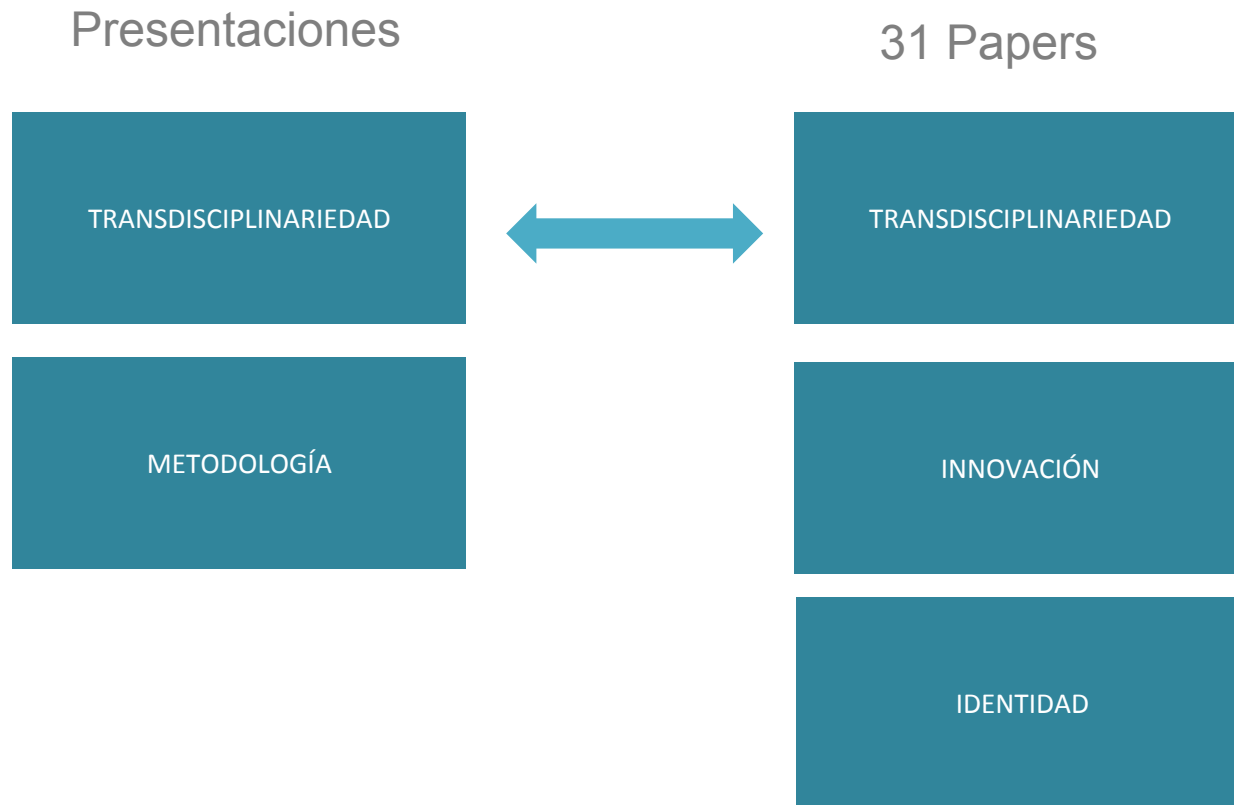 Presentaciones
31 Papers
TRANSDISCIPLINARIEDAD
TRANSDISCIPLINARIEDAD
METODOLOGÍA
INNOVACIÓN
IDENTIDAD